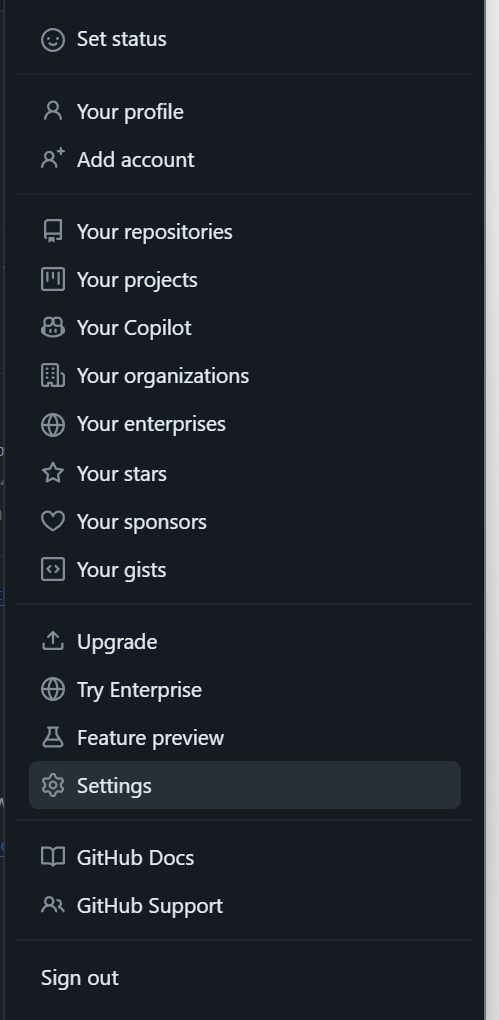 Set status
Your profile
Add account
Your repositories
Your projects
Your Copilot
Your organizations
Your enterprises
Your stars
Your sponsors
Your gists
Upgrade
Try Enterprise
Feature preview
Settings
GitHub Docs
GitHub Support
Sign out